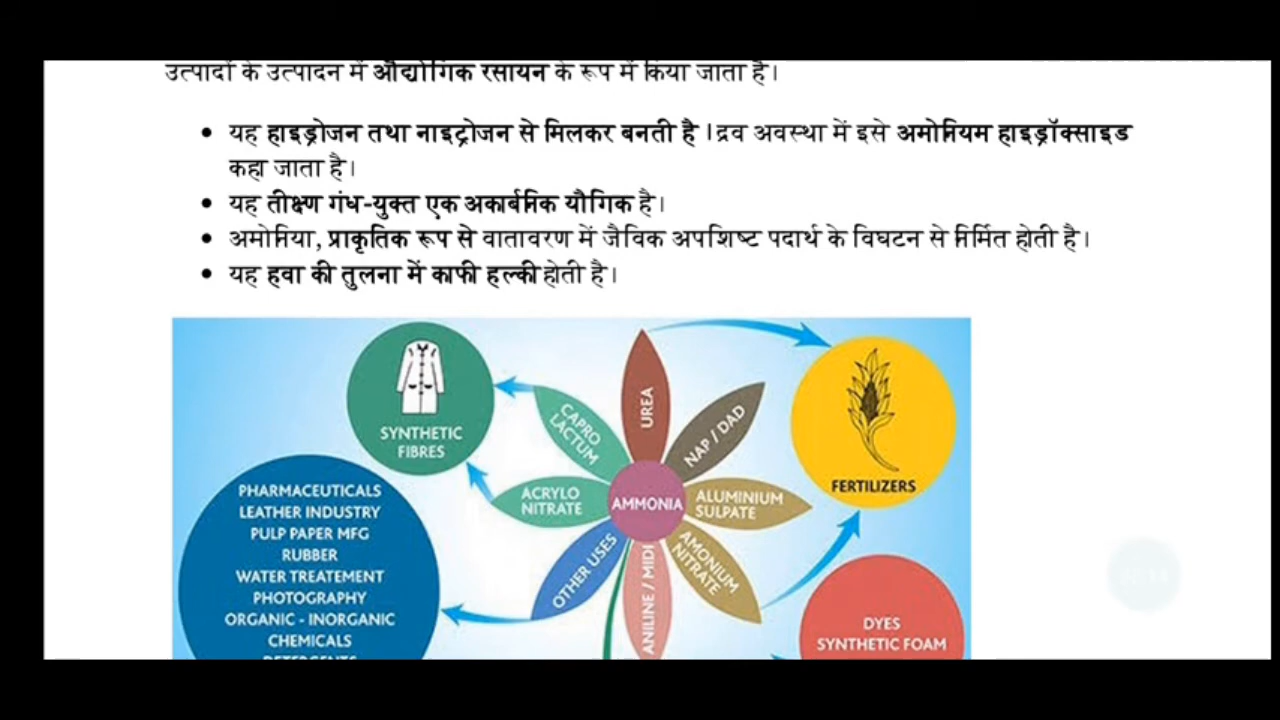 उत्पादों के उत्पादन में औद्योगिक रसायन के रूप में किया जाता है।
• यह हाइड्रोजन तथा नाइट्रोजन से मिलकर बनती है।द्रव अवस्था में इसे अमोनियम हाइड्रॉक्साइड
कहा जाता है।
• यह तीक्ष्ण गंध-युक्त एक अकार्बनिक यौगिक है।
• अमोनिया, प्राकृतिक रूप से वातावरण में जैविक अपशिष्ट पदार्थ के विघटन से निर्मित होती है।
• यह हवा की तुलना में काफी हल्की होती है।
SYNTHETIC
FIBRES
CAPRO
LACTUM
UREA
NAP / DAD
FERTILIZERS
ACRYLO
NITRATE
AMMONIA
ALUMINIUM
SULPATE
OTHER USES
ANILINE / MIDI
AMONIUM
NITRATE
PHARMACEUTICALS
LEATHER INDUSTRY
PULP PAPER MFG
RUBBER
WATER TREATEMENT
PHOTOGRAPHY
ORGANIC - INORGANIC
CHEMICALS
DETERGENTS
DYES
SYNTHETIC FOAM